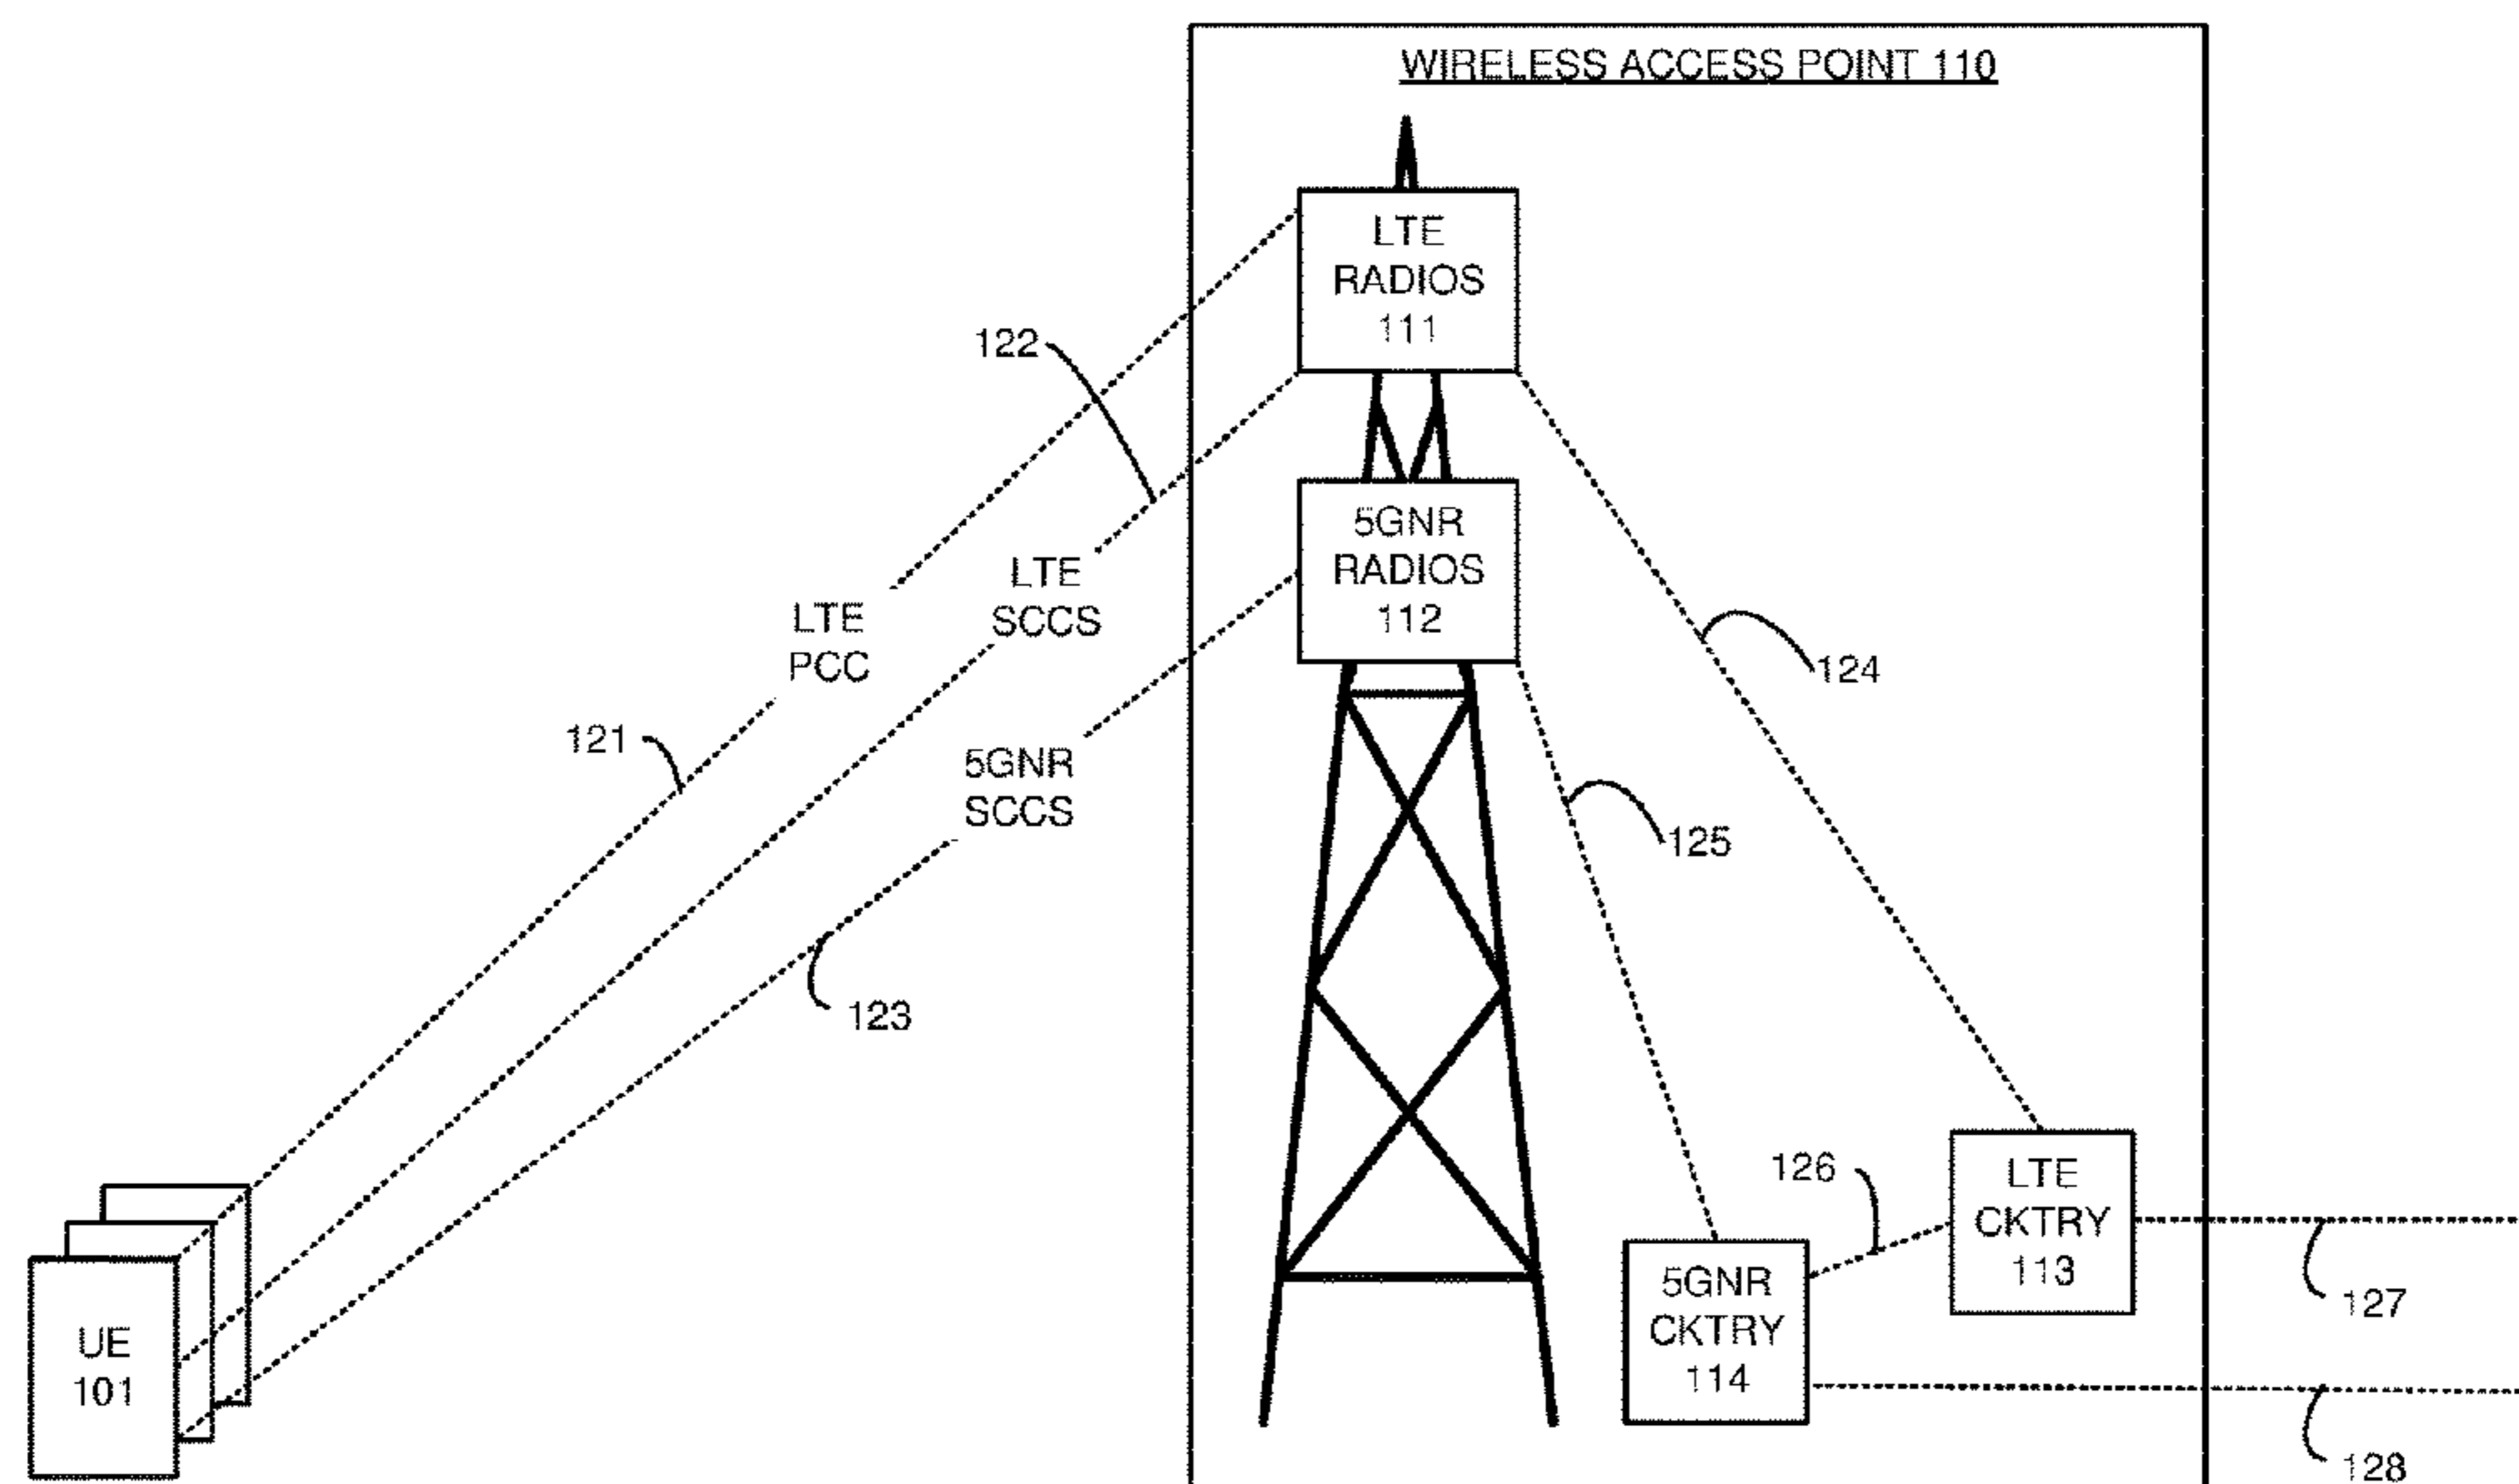 WIRELESS ACCESS POINT 110
LTE
RADIOS
111
122
5GNR
RADIOS
112
LTE
SCCS
LTE
PCC
124
121
5GNR
SCCS
125
123
126
LTE
CKTRY
113
5GNR
CKTRY
114
127
UE
101
128